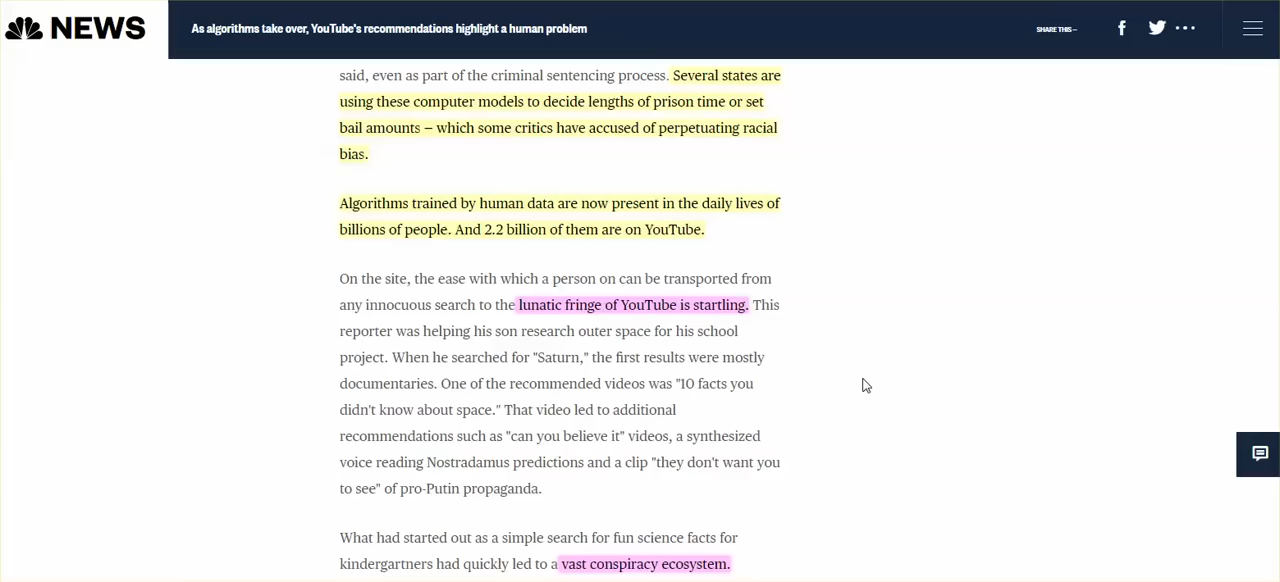 NEWS
As algorithms take over, YouTube's recommendations highlight a human problem
SHARE THIS —
said, even as part of the criminal sentencing process. Several states are
using these computer models to decide lengths of prison time or set
bail amounts — which some critics have accused of perpetuating racial
bias.
Algorithms trained by human data are now present in the daily lives of
billions of people. And 2.2 billion of them are on YouTube.
On the site, the ease with which a person on can be transported from
any innocuous search to the lunatic fringe of YouTube is startling. This
reporter was helping his son research outer space for his school
project. When he searched for "Saturn," the first results were mostly
documentaries. One of the recommended videos was "10 facts you
didn't know about space." That video led to additional
recommendations such as "can you believe it" videos, a synthesized
voice reading Nostradamus predictions and a clip "they don't want you
to see" of pro-Putin propaganda.
What had started out as a simple search for fun science facts for
kindergartners had quickly led to a vast conspiracy ecosystem.